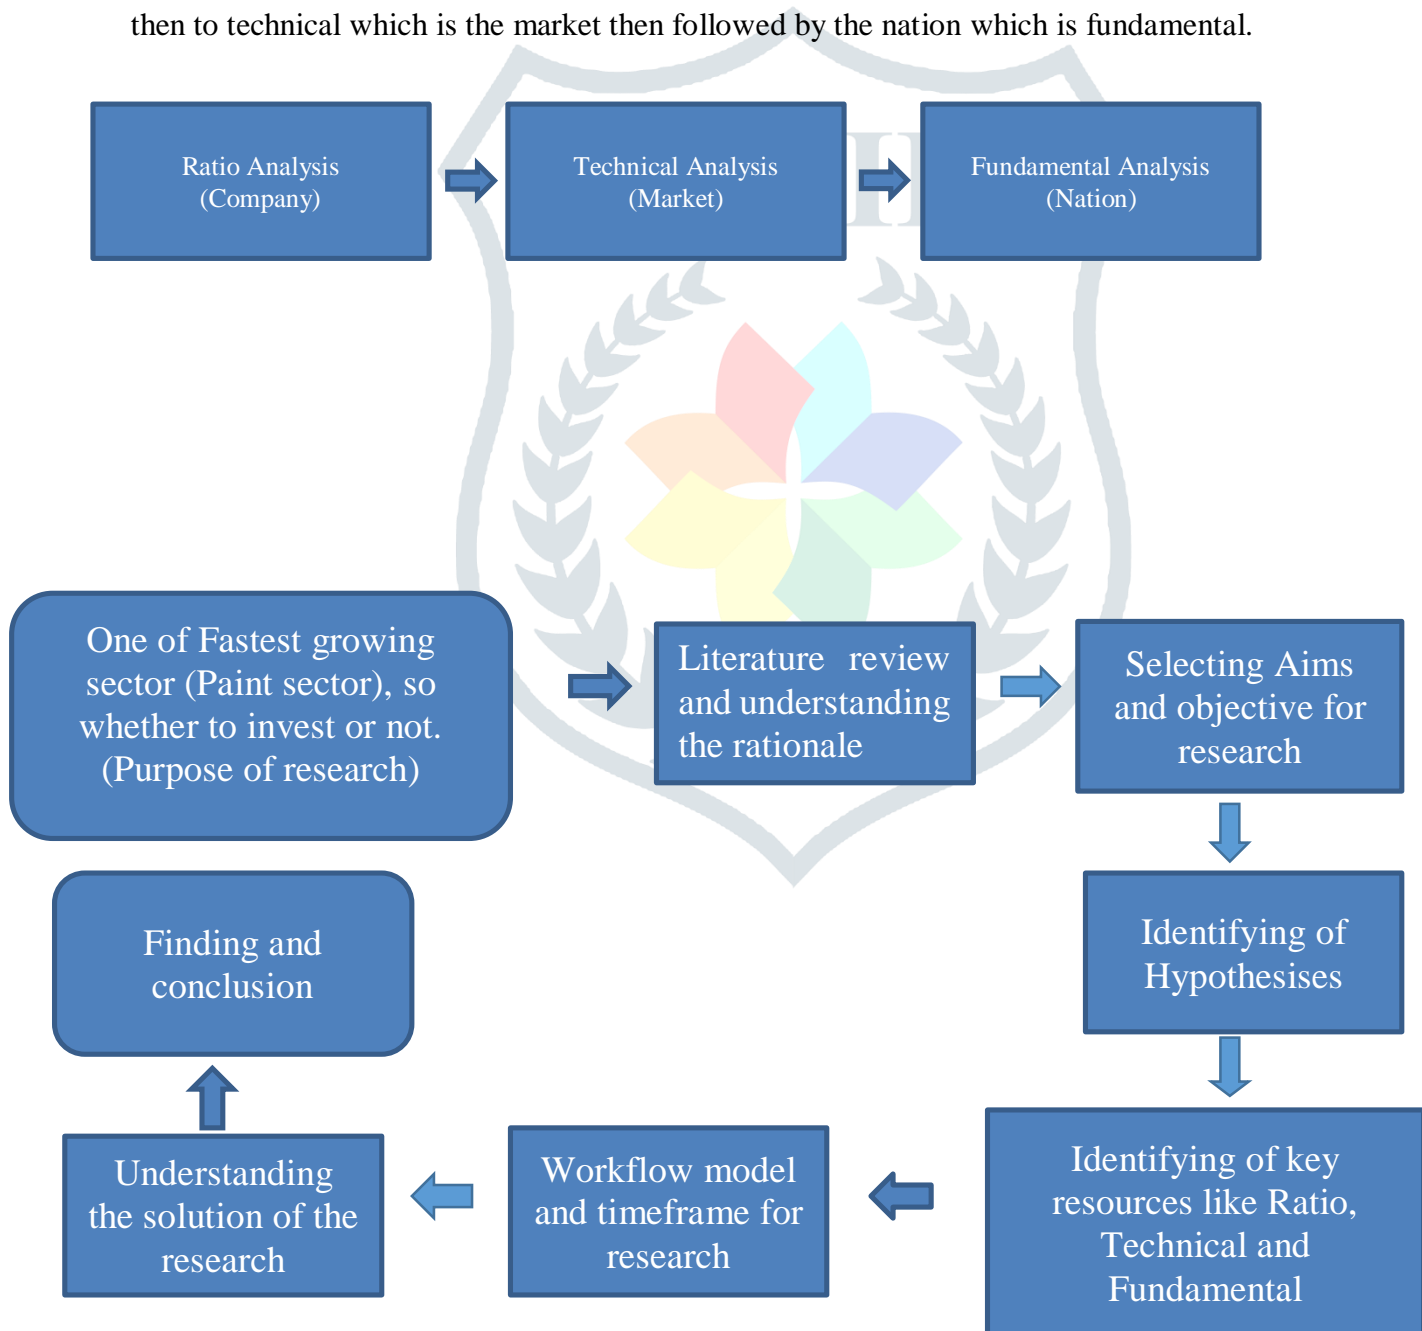 then to technical which is the market then followed by the nation which is fundamental.
Ratio Analysis
(Company)
Technical Analysis
(Market)
Fundamental Analysis
(Nation)
One of Fastest growing
sector (Paint sector), so
whether to invest or not.
(Purpose of research)
Literature review
and understanding
the rationale
Selecting Aims
and objective for
research
Identifying of
Hypothesises
Identifying of key
resources like Ratio,
Technical and
Fundamental
Workflow model
and timeframe for
research
Understanding
the solution of the
research
Finding and
conclusion